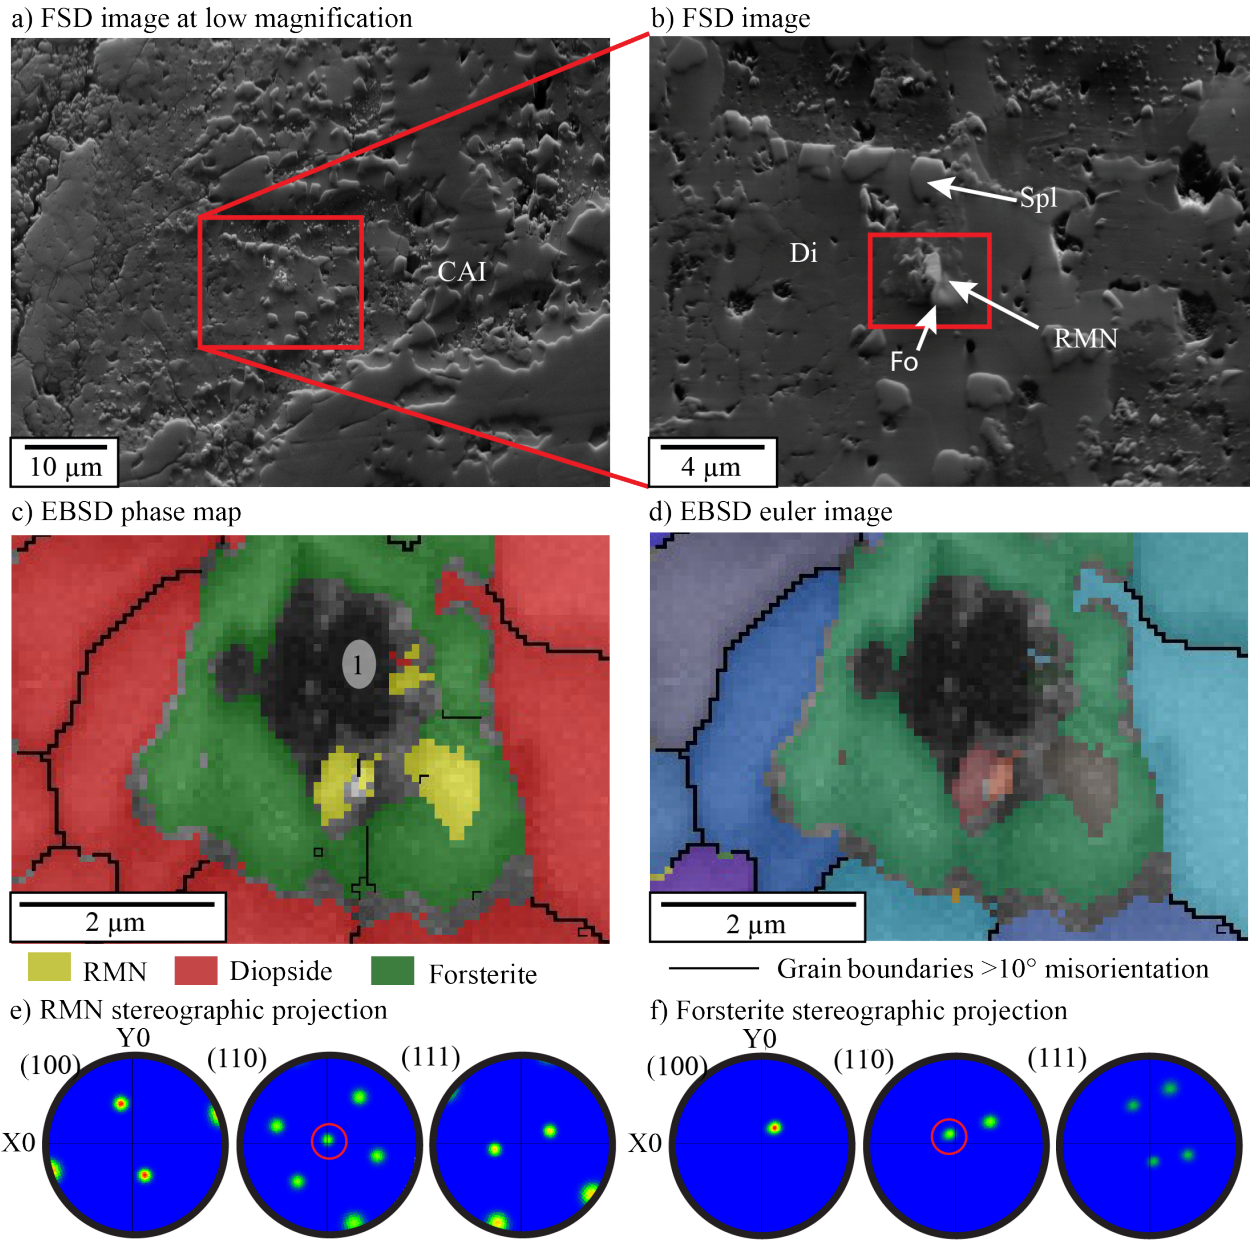 a) FSD image at low magnification
b) FSD image
CAI
10 µm
Spl
Di
RMN
Fo
4 µm
c) EBSD phase map
d) EBSD euler image
1
2 µm
2 µm
RMN
Diopside
Forsterite
Grain boundaries >10° misorientation
e) RMN stereographic projection
f) Forsterite stereographic projection
Y0
(100)
(110)
(111)
X0
Y0
(100)
(110)
(111)
X0